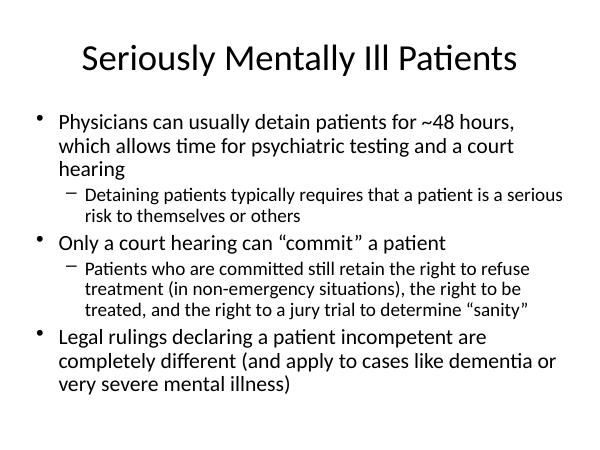 Seriously Mentally Ill Patients
• Physicians can usually detain patients for ~48 hours,
which allows time for psychiatric testing and a court
hearing
– Detaining patients typically requires that a patient is a serious
risk to themselves or others
• Only a court hearing can “commit” a patient
– Patients who are committed still retain the right to refuse
treatment (in non-emergency situations), the right to be
treated, and the right to a jury trial to determine “sanity”
• Legal rulings declaring a patient incompetent are
completely different (and apply to cases like dementia or
very severe mental illness)